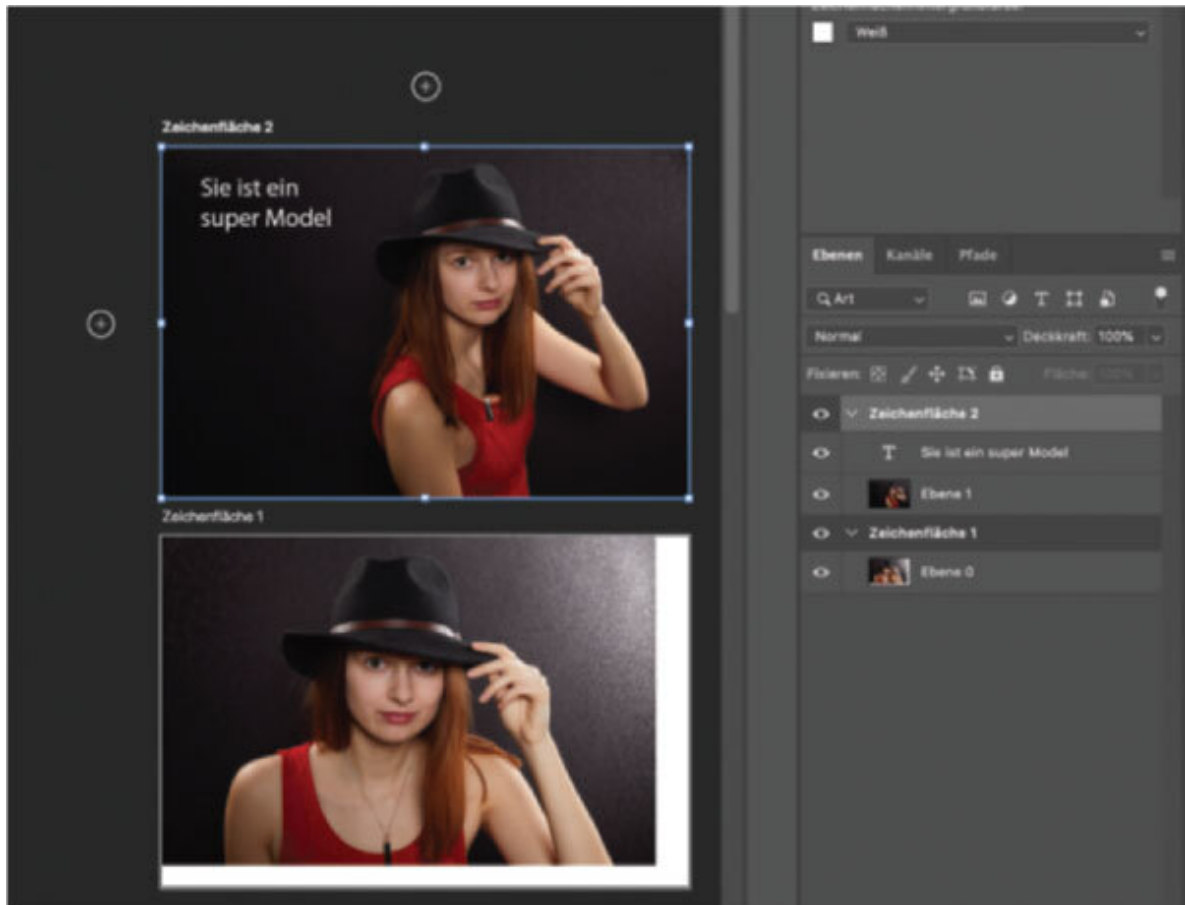 Weiß
Zeichenfläche 2
Sie ist ein
super Model
Zeichenfläche 1
Ebenen Kanäle Pfade
Art
Normal Deckkraft: 100%
Fixieren: Fläche: 100%
Zeichenfläche 2
T Sie ist ein super Model
Ebene 1
Zeichenfläche 1
Ebene 0